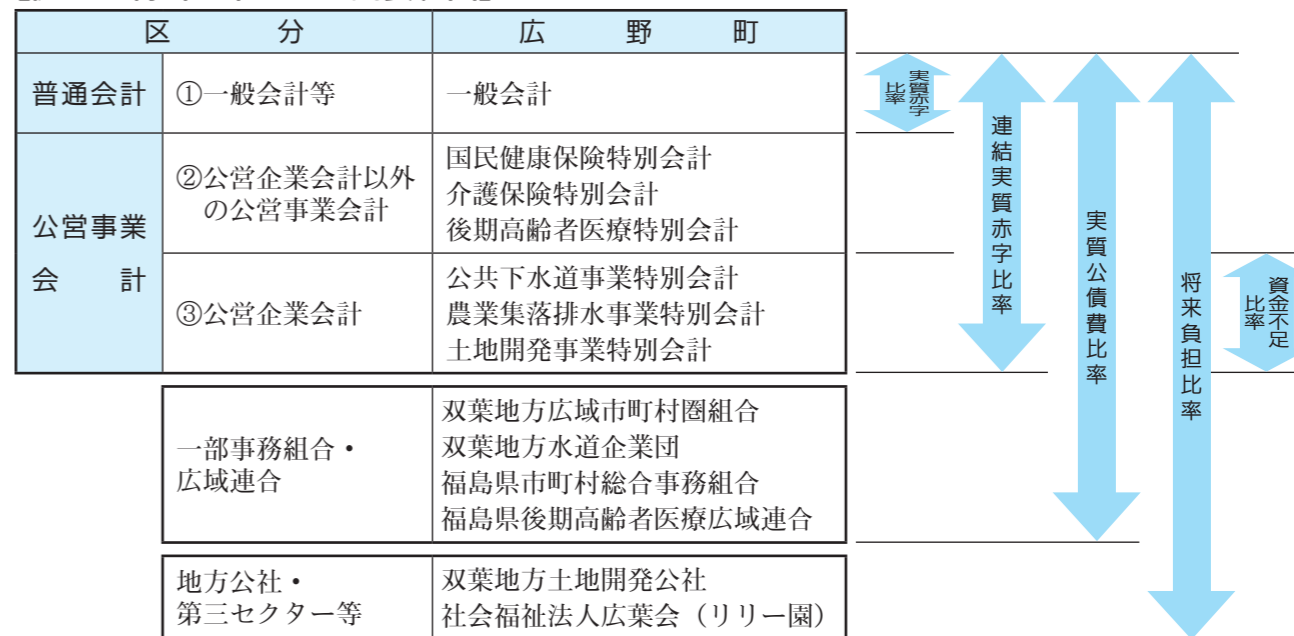 区分 広野町
普通会計 ①一般会計等 一般会計
公営事業会計
②公営企業会計以外
の公営事業会計
国民健康保険特別会計
介護保険特別会計
後期高齢者医療特別会計
③公営企業会計
公共下水道事業特別会計
農業集落排水事業特別会計
土地開発事業特別会計
一部事務組合・
広域連合
双葉地方広域市町村圏組合
双葉地方水道企業団
福島県市町村総合事務組合
福島県後期高齢者医療広域連合
地方公社・
第三セクター等
双葉地方土地開発公社
社会福祉法人広葉会（リリー園）
実質赤字
比率
連結実質赤字比率
実質公債費比率
将来負担比率
資金不足
比率